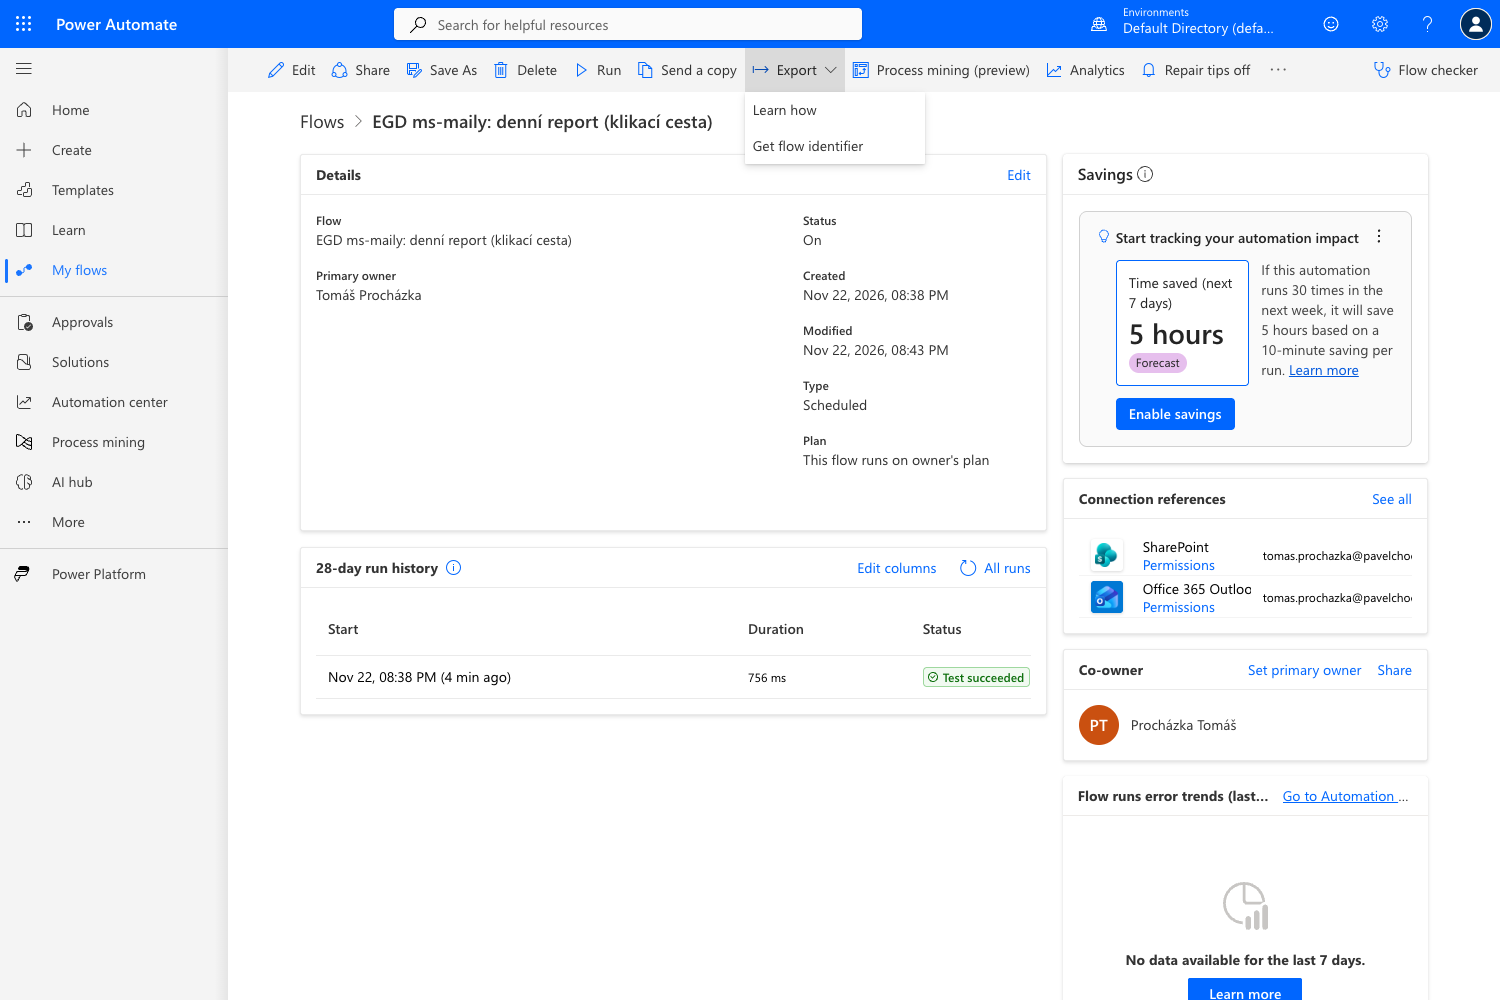 Power Automate
Search for helpful resources
Environments
Default Directory (defa...
Edit
Share
Save As
Delete
Run
Send a copy
Export
Process mining (preview)
Analytics
Repair tips off
Flow checker
Learn how
Get flow identifier
Home
Create
Templates
Learn
My flows
Approvals
Solutions
Automation center
Process mining
AI hub
More
Power Platform
Flows > EGD ms-maily: denní report (klikací cesta)
Details
Edit
Flow
EGD ms-maily: denní report (klikací cesta)
Primary owner
Tomáš Procházka
Status
On
Created
Nov 22, 2026, 08:38 PM
Modified
Nov 22, 2026, 08:43 PM
Type
Scheduled
Plan
This flow runs on owner's plan
28-day run history
Edit columns
All runs
Start Duration Status
Nov 22, 08:38 PM (4 min ago) 756 ms Test succeeded
Savings
Start tracking your automation impact
Time saved (next
7 days)
5 hours
Forecast
If this automation
runs 30 times in the
next week, it will save
5 hours based on a
10-minute saving per
run. Learn more
Enable savings
Connection references
See all
SharePoint
Permissions
tomas.prochazka@pavelcho
Office 365 Outloo
Permissions
tomas.prochazka@pavelcho
Co-owner
Set primary owner
Share
PT
Procházka Tomáš
Flow runs error trends (last...
Go to Automation ...
No data available for the last 7 days.
Learn more